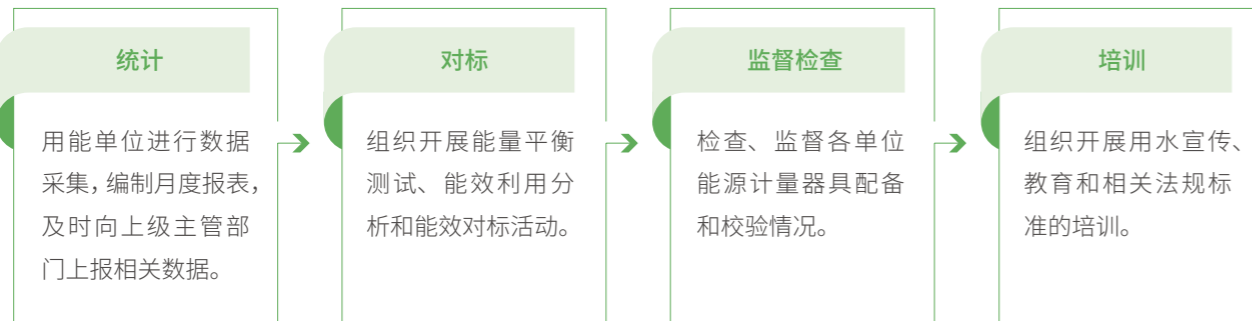 统计
用能单位进行数据
采集，编制月度报表，
及时向上级主管部
门上报相关数据。
对标
组织开展能量平衡
测试、能效利用分
析和能效对标活动。
监督检查
检查、监督各单位
能源计量器具配备
和校验情况。
培训
组织开展用水宣传、
教育和相关法规标
准的培训。